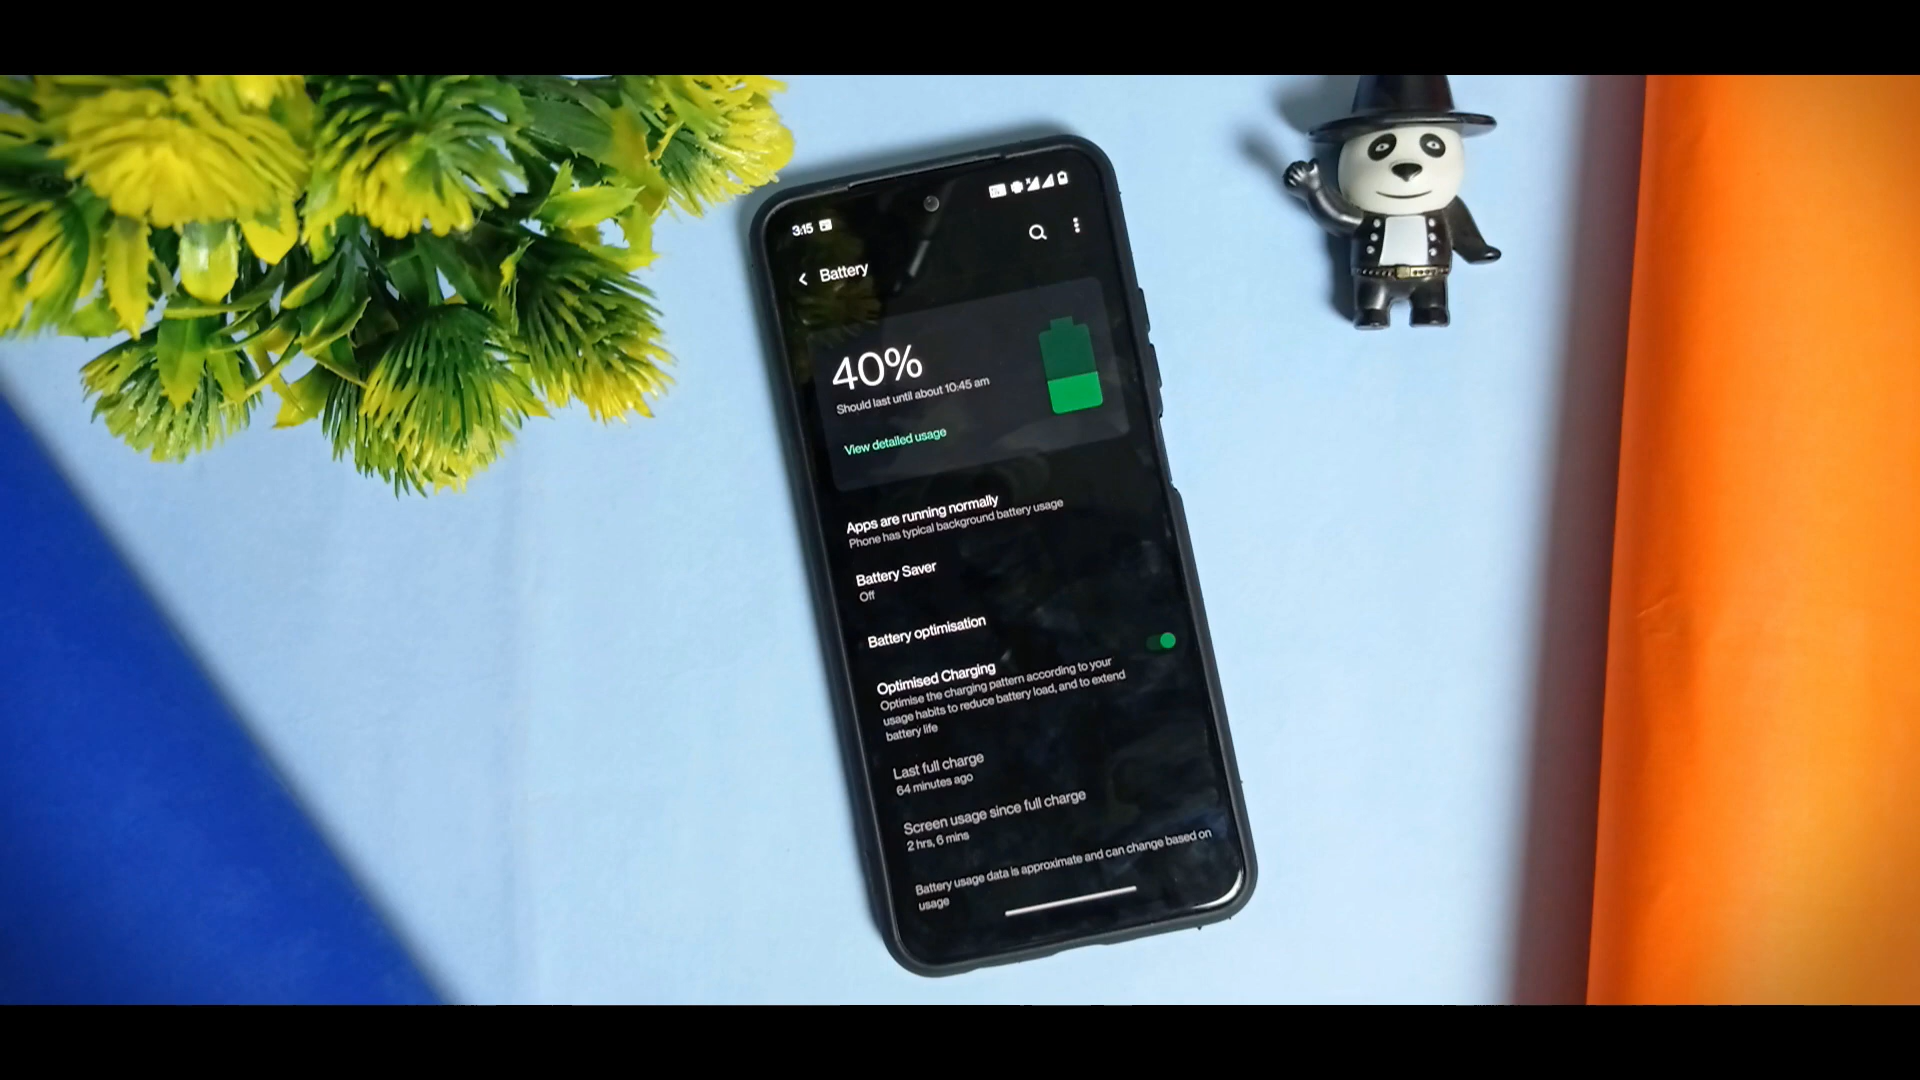 3:15
Battery
40%
Should last until about 10:45 am
View detailed usage
Apps are running normally
Phone has typical background battery usage
Battery Saver
Off
Battery optimisation
Optimised Charging
Optimise the charging pattern according to your
usage habits to reduce battery load, and to extend
battery life
Last full charge
64 minutes ago
Screen usage since full charge
2 hrs, 6 mins
Battery usage data is approximate and can change based on
usage